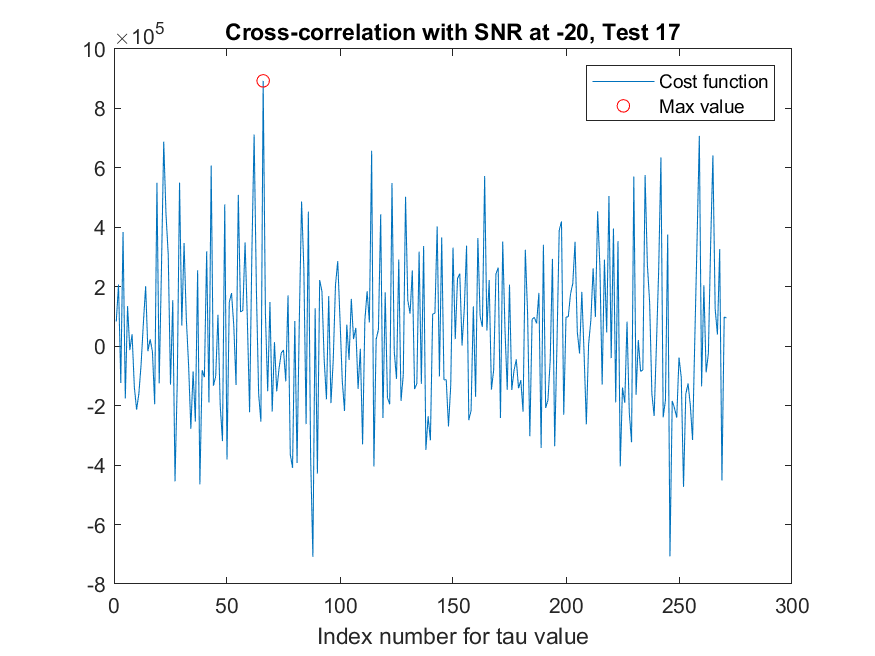 Cross-correlation with SNR at -20, Test 17
×10^5
10
8
6
4
2
0
-2
-4
-6
-8
0 50 100 150 200 250 300
Index number for tau value
Cost function
Max value